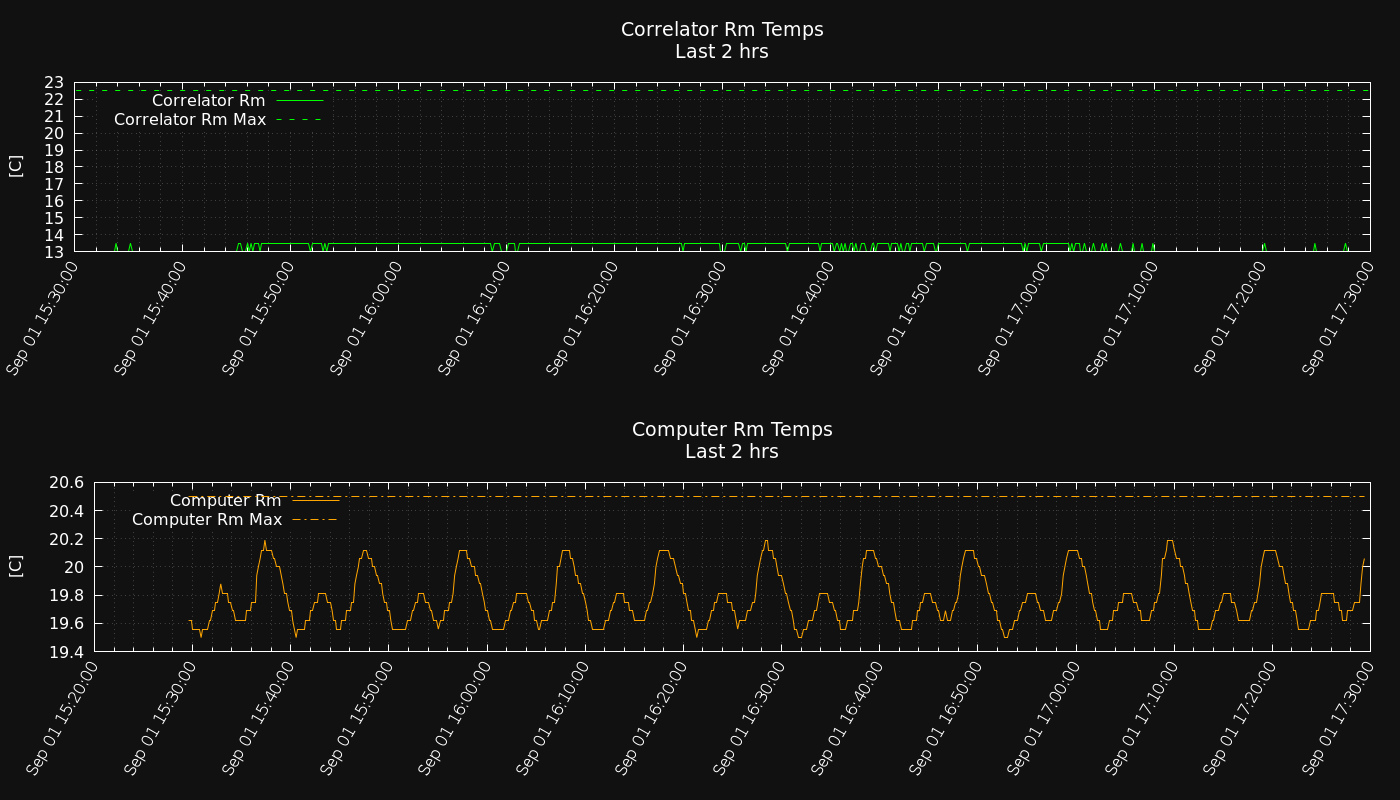 Correlator Rm Temps
Last 2 hrs
[C]
23
22
21
20
19
18
17
16
15
14
13
Correlator Rm
Correlator Rm Max
Sep 01 15:30:00
Sep 01 15:40:00
Sep 01 15:50:00
Sep 01 16:00:00
Sep 01 16:10:00
Sep 01 16:20:00
Sep 01 16:30:00
Sep 01 16:40:00
Sep 01 16:50:00
Sep 01 17:00:00
Sep 01 17:10:00
Sep 01 17:20:00
Sep 01 17:30:00
Computer Rm Temps
Last 2 hrs
[C]
20.6
20.4
20.2
20
19.8
19.6
19.4
Computer Rm
Computer Rm Max
Sep 01 15:20:00
Sep 01 15:30:00
Sep 01 15:40:00
Sep 01 15:50:00
Sep 01 16:00:00
Sep 01 16:10:00
Sep 01 16:20:00
Sep 01 16:30:00
Sep 01 16:40:00
Sep 01 16:50:00
Sep 01 17:00:00
Sep 01 17:10:00
Sep 01 17:20:00
Sep 01 17:30:00